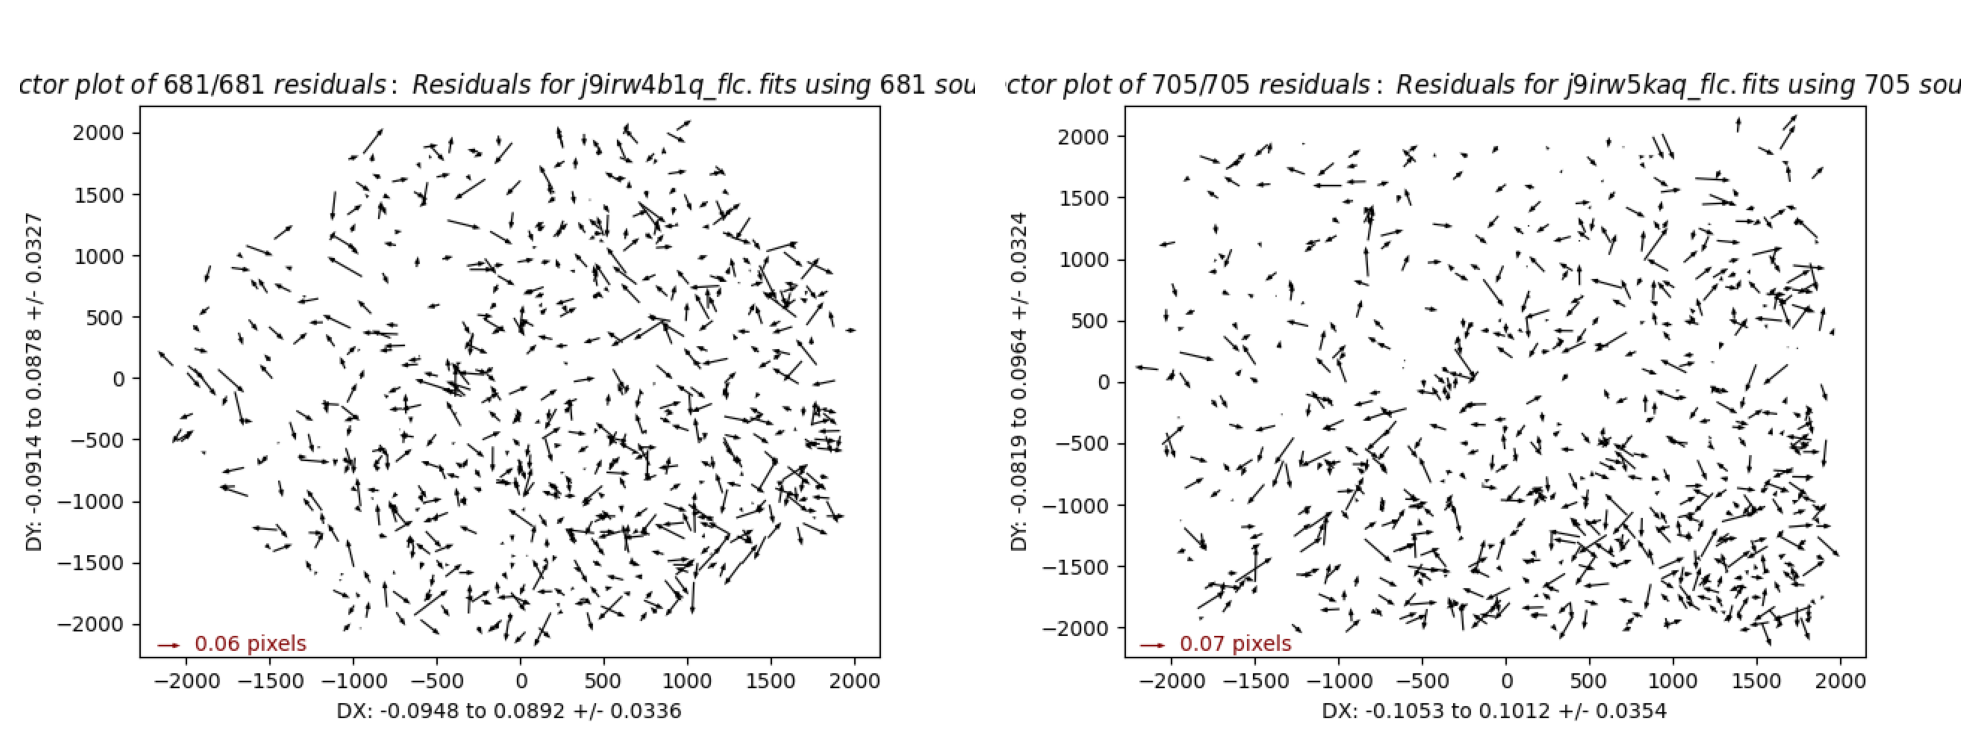 ctor plot of 681/681 residuals: Residuals for j9irw4b1q_flc.fits using 681 sou
2000
1500
1000
500
0
−500
−1000
−1500
−2000
DY: -0.0914 to 0.0878 +/- 0.0327
0.06 pixels
−2000 −1500 −1000 −500 0 500 1000 1500 2000
DX: -0.0948 to 0.0892 +/- 0.0336
ctor plot of 705/705 residuals: Residuals for j9irw5kaq_flc.fits using 705 sou
2000
1500
1000
500
0
−500
−1000
−1500
−2000
DY: -0.0819 to 0.0964 +/- 0.0324
0.07 pixels
−2000 −1500 −1000 −500 0 500 1000 1500 2000
DX: -0.1053 to 0.1012 +/- 0.0354